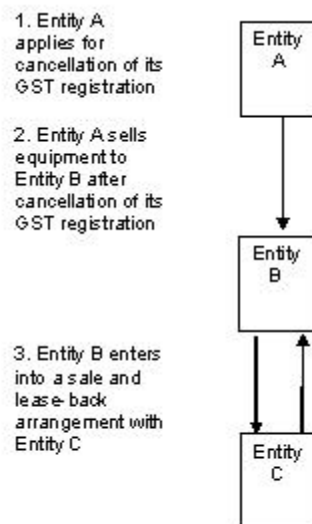 1. Entity A
applies for
cancellation of its
GST registration
Entity
A
2. Entity A sells
equipment to
Entity B after
cancellation of its
GST registration
Entity
B
3. Entity B enters
into a sale and
lease-back
arrangement with
Entity C
Entity
C